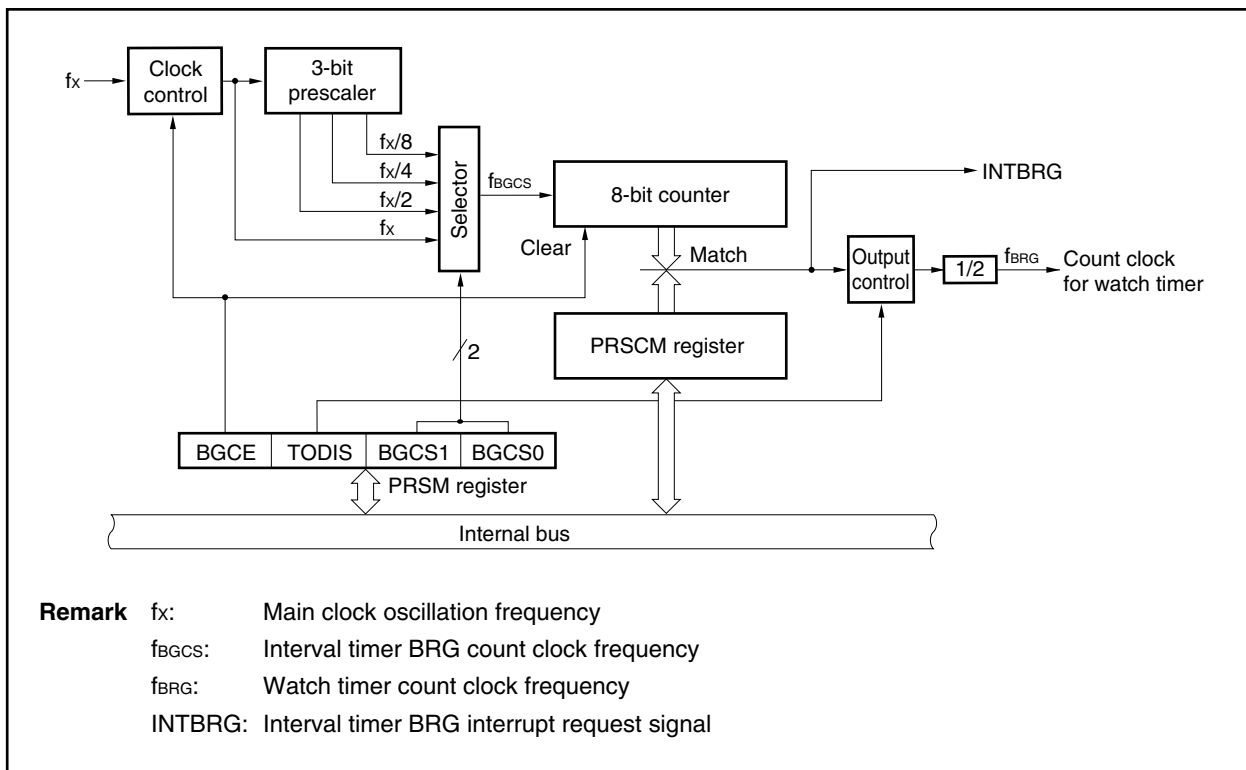 fX
Clock
control
3-bit
prescaler
fX/8
fX/4
fX/2
fX
Selector
fBGCS
8-bit counter
Clear
Match
INTBRG
Output
control
1/2
fBRG
Count clock
for watch timer
PRSCM register
2
BGCE TODIS BGCS1 BGCS0
PRSM register
Internal bus
Remark fX: Main clock oscillation frequency
fBGCS: Interval timer BRG count clock frequency
fBRG: Watch timer count clock frequency
INTBRG: Interval timer BRG interrupt request signal